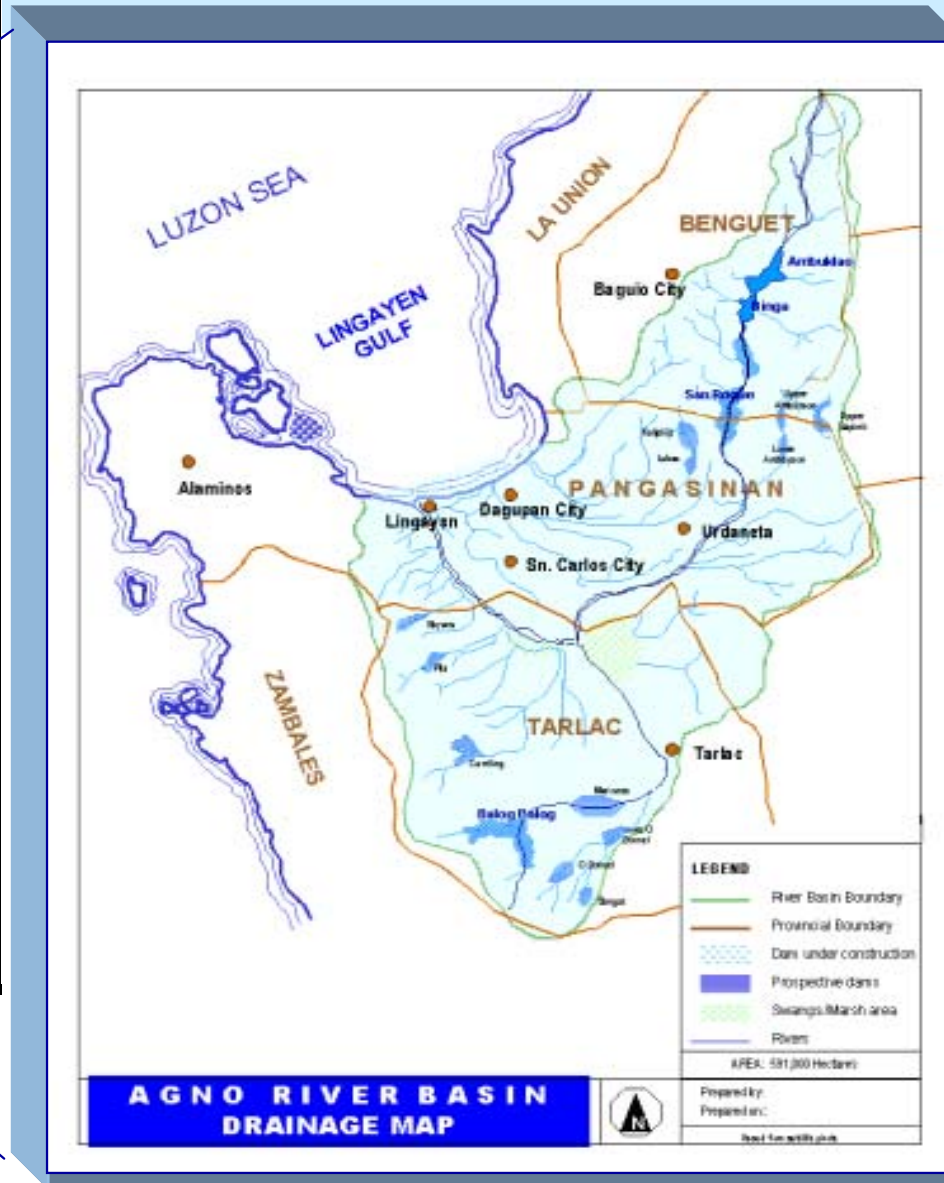 LUZON SEA
LINGAYEN
GULF
LA UNION
BENGUET
Ambuklao
Baguio City
Binga
San Roque
Alaminos
PANGASINAN
Lingayen
Dagupan City
Urdaneta
Sn. Carlos City
ZAMBALES
TARLAC
Tarlac
Camiling
Balog Balog
LEGEND
River Basin Boundary
Provincial Boundary
Dam under construction
Prospective dams
Swamps/Marsh area
Rivers
AREA: 591,000 Hectares
AGNO RIVER BASIN
DRAINAGE MAP
N
Prepared by:
Prepared on: